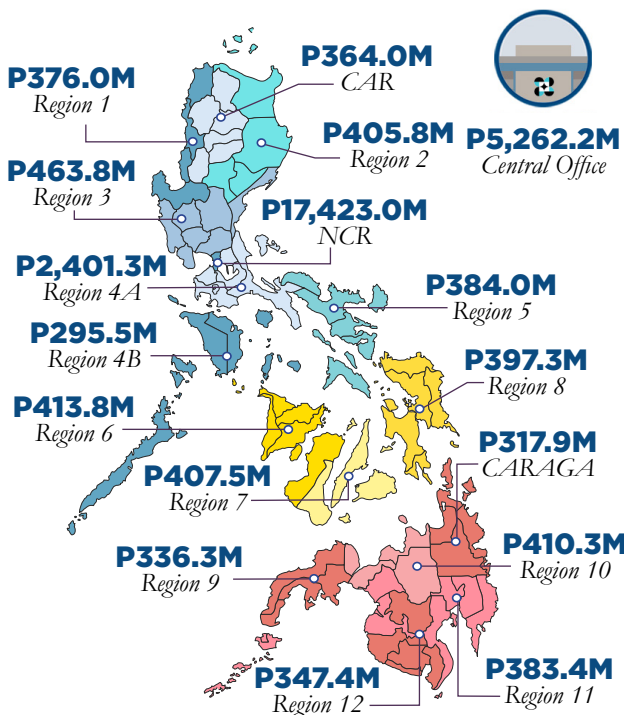 P364.0M
CAR
P376.0M
Region 1
P405.8M
Region 2
P5,262.2M
Central Office
P463.8M
Region 3
P17,423.0M
NCR
P2,401.3M
Region 4A
P384.0M
Region 5
P295.5M
Region 4B
P397.3M
Region 8
P413.8M
Region 6
P317.9M
CARAGA
P407.5M
Region 7
P336.3M
Region 9
P410.3M
Region 10
P347.4M
Region 12
P383.4M
Region 11